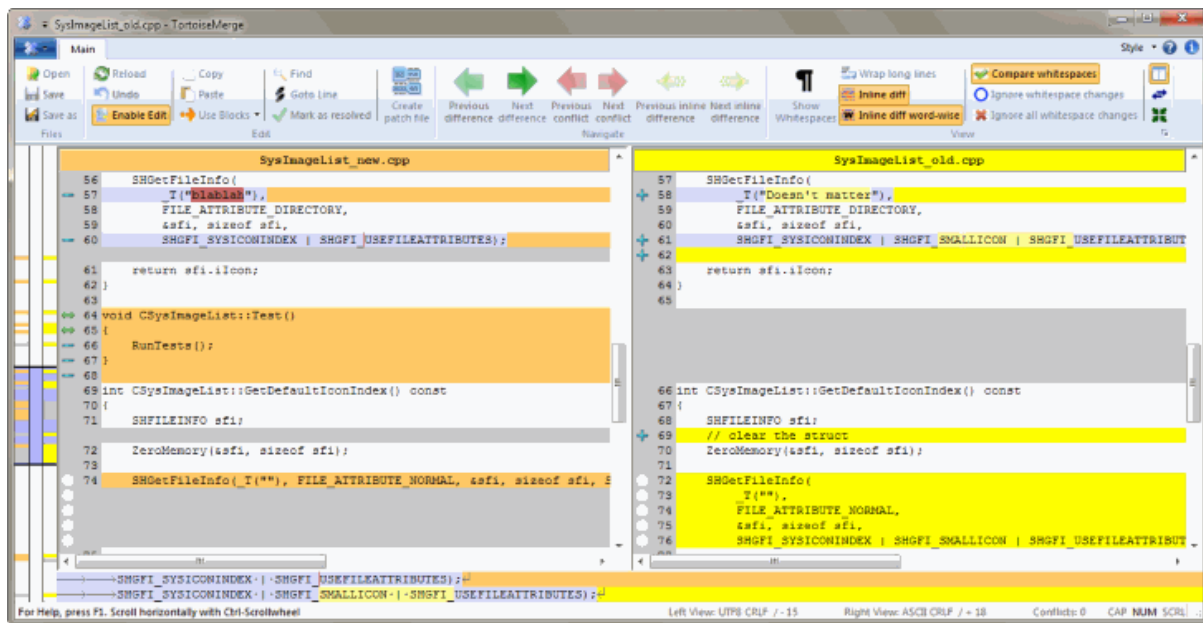 SysImageList_old.cpp - TortoiseMerge
Main
Style
Open
Save
Save as
Files
Reload
Undo
Enable Edit
Copy
Paste
Use Blocks
Find
Goto Line
Mark as resolved
Edit
Create patch file
Previous difference
Next difference
Previous conflict
Next conflict
Previous inline difference
Next inline difference
Navigate
Show Whitespaces
Wrap long lines
Inline diff
Inline diff word-wise
Compare whitespaces
Ignore whitespace changes
Ignore all whitespace changes
View
SysImageList_new.cpp
56 SHGetFileInfo(
57 _T("blablah"),
58 FILE_ATTRIBUTE_DIRECTORY,
59 &sfi, sizeof sfi,
60 SHGFI_SYSICONINDEX | SHGFI_USEFILEATTRIBUTES);
61 return sfi.iIcon;
62 }
63
64 void CSysImageList::Test()
65 {
66 RunTests();
67 }
68
69 int CSysImageList::GetDefaultIconIndex() const
70 {
71 SHFILEINFO sfi;
72 ZeroMemory(&sfi, sizeof sfi);
73
74 SHGetFileInfo(_T(""), FILE_ATTRIBUTE_NORMAL, &sfi, sizeof sfi, S
SysImageList_old.cpp
57 SHGetFileInfo(
58 _T("Doesn't matter"),
59 FILE_ATTRIBUTE_DIRECTORY,
60 &sfi, sizeof sfi,
61 SHGFI_SYSICONINDEX | SHGFI_SMALLICON | SHGFI_USEFILEATTRIBUT
62
63 return sfi.iIcon;
64 }
65
66 int CSysImageList::GetDefaultIconIndex() const
67 {
68 SHFILEINFO sfi;
69 // clear the struct
70 ZeroMemory(&sfi, sizeof sfi);
71
72 SHGetFileInfo(
73 _T(""),
74 FILE_ATTRIBUTE_NORMAL,
75 &sfi, sizeof sfi,
76 SHGFI_SYSICONINDEX | SHGFI_SMALLICON | SHGFI_USEFILEATTRIBUT
SHGFI_SYSICONINDEX·|·SHGFI_USEFILEATTRIBUTES);
SHGFI_SYSICONINDEX·|·SHGFI_SMALLICON·|·SHGFI_USEFILEATTRIBUTES);
For Help, press F1. Scroll horizontally with Ctrl-Scrollwheel
Left View: UTF8 CRLF / - 15
Right View: ASCII CRLF / + 18
Conflicts: 0
CAP NUM SCRL